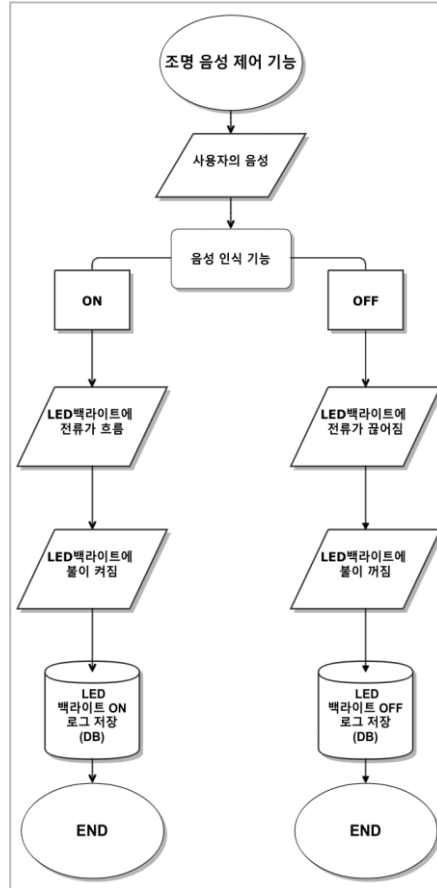 조명 음성 제어 기능
사용자의 음성
음성 인식 기능
ON
OFF
LED백라이트에
전류가 흐름
LED백라이트에
전류가 끊어짐
LED백라이트에
불이 켜짐
LED백라이트에
불이 꺼짐
LED
백라이트 ON
로그 저장
(DB)
LED
백라이트 OFF
로그 저장
(DB)
END
END